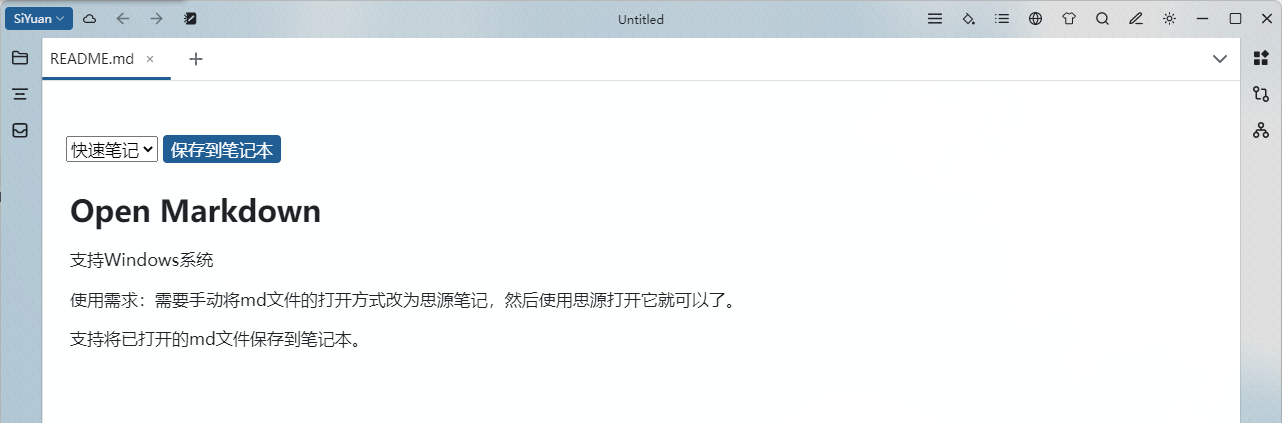 SiYuan
Untitled
README.md
快速笔记 保存到笔记本
Open Markdown
支持Windows系统
使用需求：需要手动将md文件的打开方式改为思源笔记，然后使用思源打开它就可以了。
支持将已打开的md文件保存到笔记本。